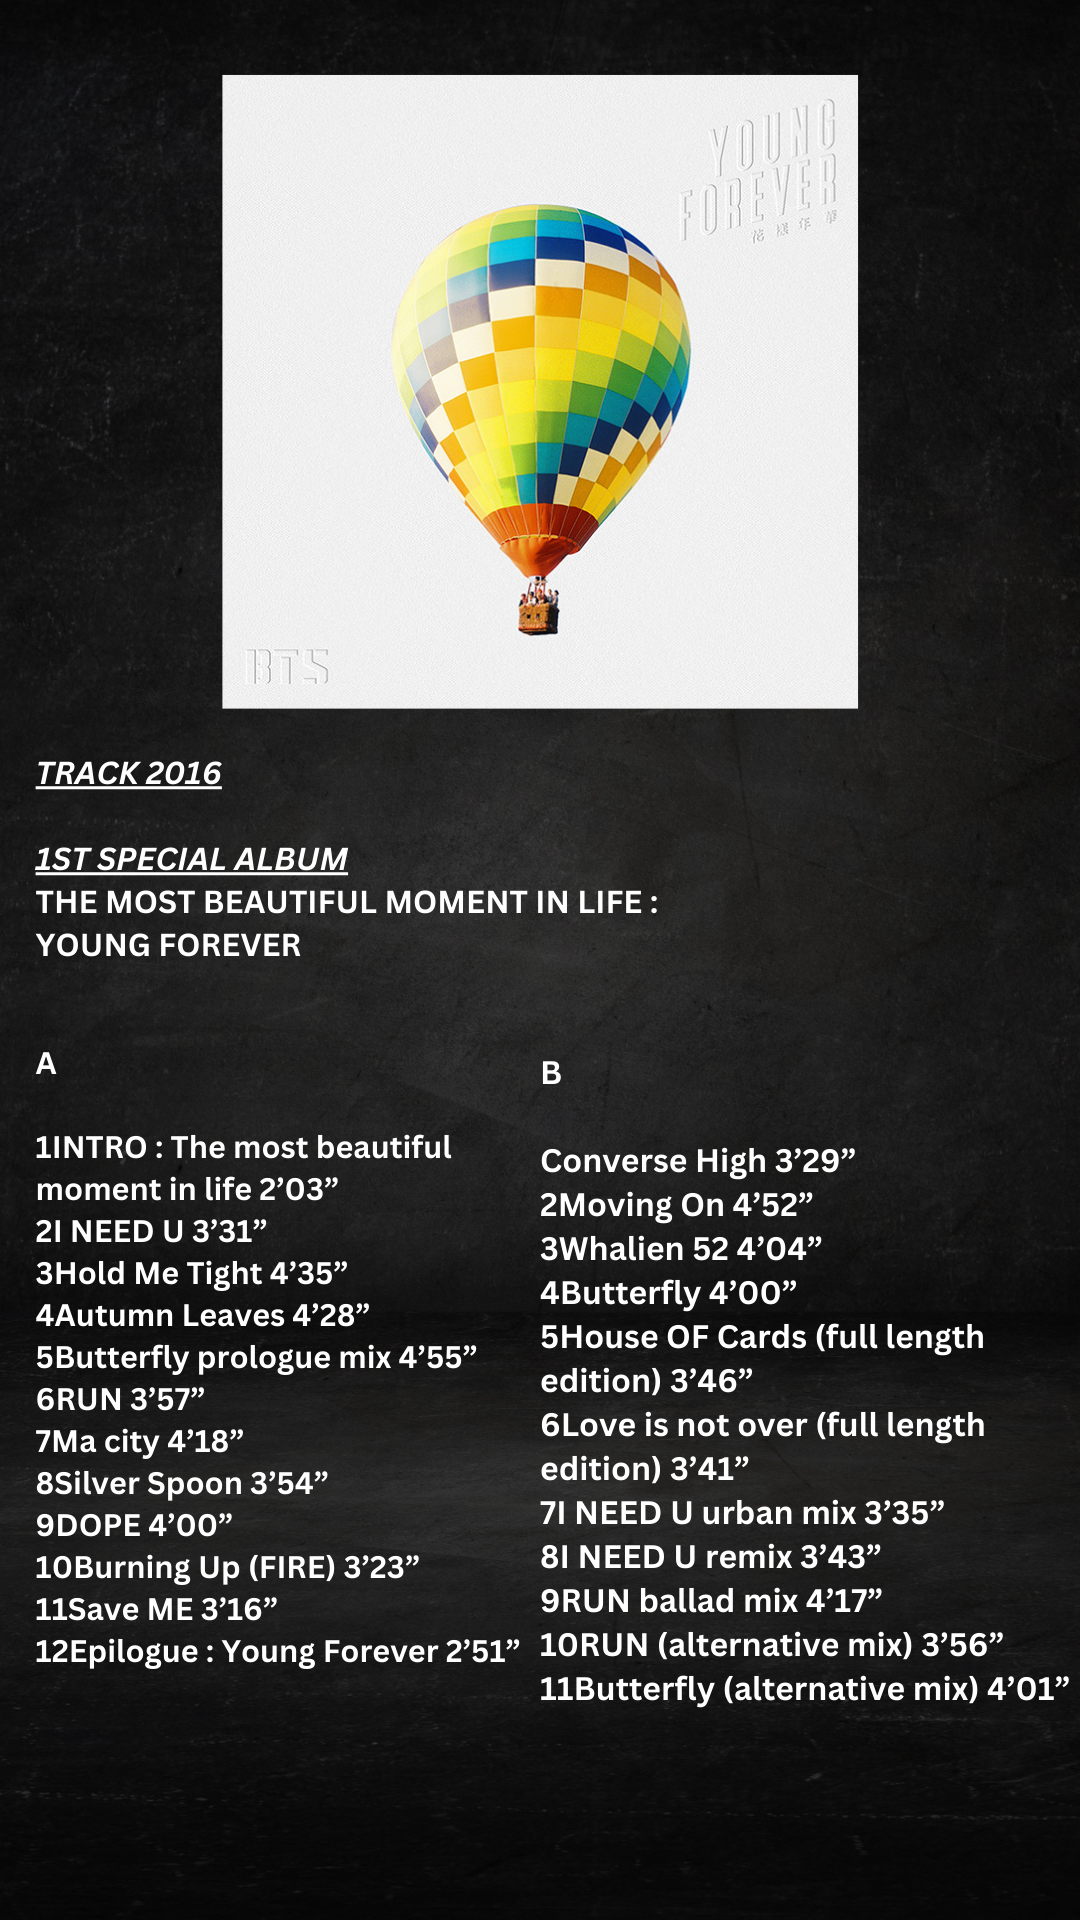 YOUNG
FOREVER
花樣年華
BTS
TRACK 2016
1ST SPECIAL ALBUM
THE MOST BEAUTIFUL MOMENT IN LIFE :
YOUNG FOREVER
A
1INTRO : The most beautiful
moment in life 2’03”
2I NEED U 3’31”
3Hold Me Tight 4’35”
4Autumn Leaves 4’28”
5Butterfly prologue mix 4’55”
6RUN 3’57”
7Ma city 4’18”
8Silver Spoon 3’54”
9DOPE 4’00”
10Burning Up (FIRE) 3’23”
11Save ME 3’16”
12Epilogue : Young Forever 2’51”
B
Converse High 3’29”
2Moving On 4’52”
3Whalien 52 4’04”
4Butterfly 4’00”
5House OF Cards (full length
edition) 3’46”
6Love is not over (full length
edition) 3’41”
7I NEED U urban mix 3’35”
8I NEED U remix 3’43”
9RUN ballad mix 4’17”
10RUN (alternative mix) 3’56”
11Butterfly (alternative mix) 4’01”